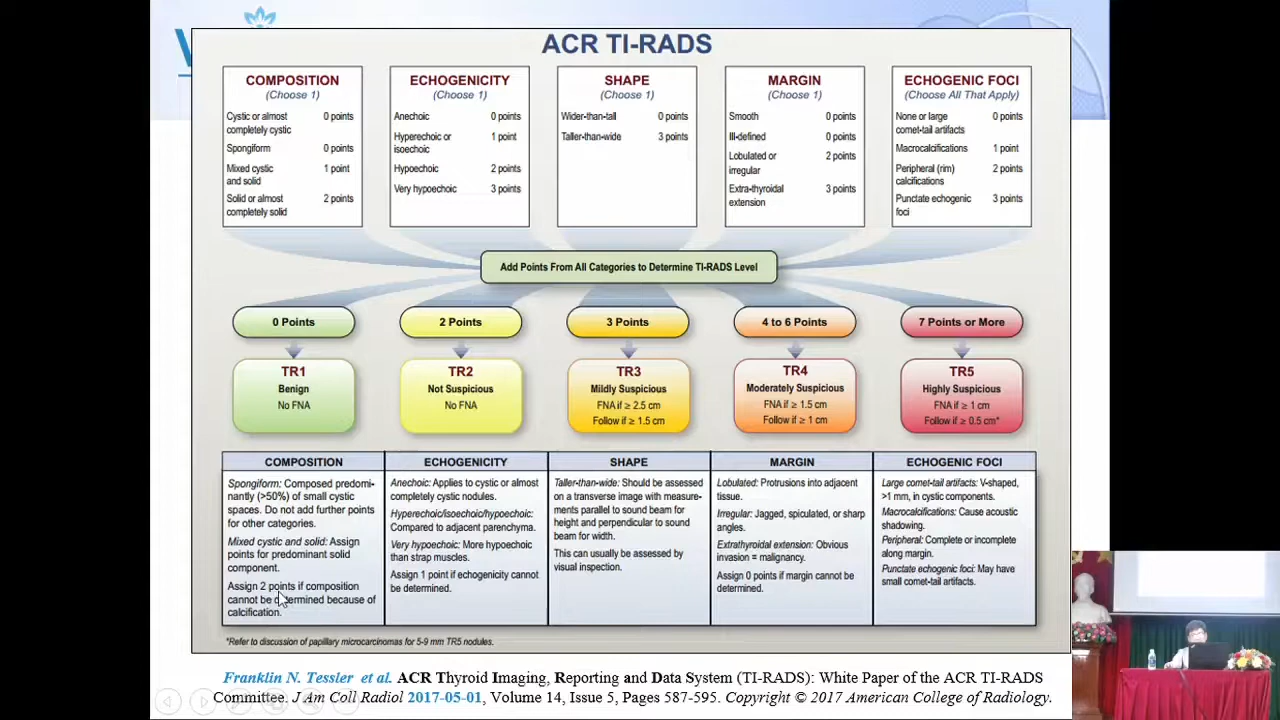 ACR TI-RADS
COMPOSITION
(Choose 1)
Cystic or almost completely cystic 0 points
Spongiform 0 points
Mixed cystic and solid 1 point
Solid or almost completely solid 2 points
ECHOGENICITY
(Choose 1)
Anechoic 0 points
Hyperechoic or isoechoic 1 point
Hypoechoic 2 points
Very hypoechoic 3 points
SHAPE
(Choose 1)
Wider-than-tall 0 points
Taller-than-wide 3 points
MARGIN
(Choose 1)
Smooth 0 points
Ill-defined 0 points
Lobulated or irregular 2 points
Extra-thyroidal extension 3 points
ECHOGENIC FOCI
(Choose All That Apply)
None or large comet-tail artifacts 0 points
Macrocalcifications 1 point
Peripheral (rim) calcifications 2 points
Punctate echogenic foci 3 points
Add Points From All Categories to Determine TI-RADS Level
0 Points
2 Points
3 Points
4 to 6 Points
7 Points or More
TR1
Benign
No FNA
TR2
Not Suspicious
No FNA
TR3
Mildly Suspicious
FNA if ≥ 2.5 cm
Follow if ≥ 1.5 cm
TR4
Moderately Suspicious
FNA if ≥ 1.5 cm
Follow if ≥ 1 cm
TR5
Highly Suspicious
FNA if ≥ 1 cm
Follow if ≥ 0.5 cm*
COMPOSITION
Spongiform: Composed predomi-
nantly (>50%) of small cystic
spaces. Do not add further points
for other categories.
Mixed cystic and solid: Assign
points for predominant solid
component.
Assign 2 points if composition
cannot be determined because of
calcification.
ECHOGENICITY
Anechoic: Applies to cystic or almost
completely cystic nodules.
Hyperechoic/isoechoic/hypoechoic:
Compared to adjacent parenchyma.
Very hypoechoic: More hypoechoic
than strap muscles.
Assign 1 point if echogenicity cannot
be determined.
SHAPE
Taller-than-wide: Should be assessed
on a transverse image with measure-
ments parallel to sound beam for
height and perpendicular to sound
beam for width.
This can usually be assessed by
visual inspection.
MARGIN
Lobulated: Protrusions into adjacent
tissue.
Irregular: Jagged, spiculated, or sharp
angles.
Extrathyroidal extension: Obvious
invasion = malignancy.
Assign 0 points if margin cannot be
determined.
ECHOGENIC FOCI
Large comet-tail artifacts: V-shaped,
>1 mm, in cystic components.
Macrocalcifications: Cause acoustic
shadowing.
Peripheral: Complete or incomplete
along margin.
Punctate echogenic foci: May have
small comet-tail artifacts.
*Refer to discussion of papillary microcarcinomas for 5-9 mm TR5 nodules.
Franklin N. Tessler et al. ACR Thyroid Imaging, Reporting and Data System (TI-RADS): White Paper of the ACR TI-RADS
Committee. J Am Coll Radiol 2017-05-01, Volume 14, Issue 5, Pages 587-595. Copyright © 2017 American College of Radiology.